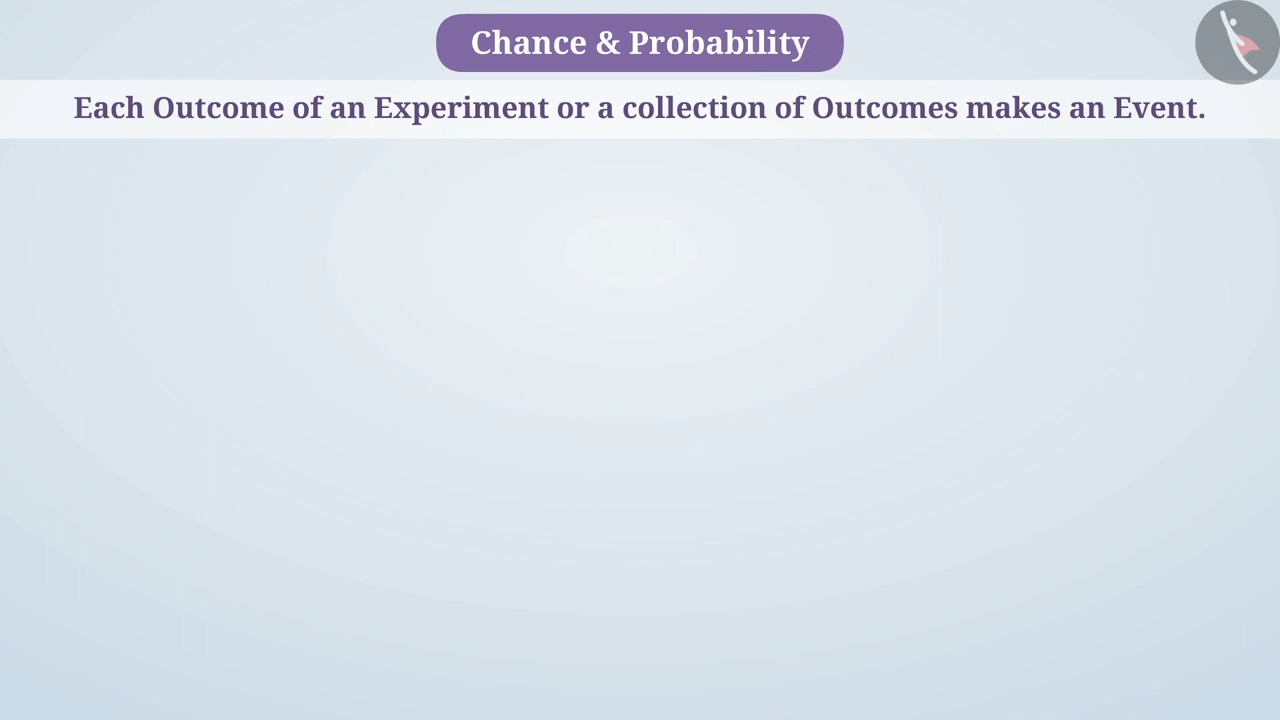 Chance & Probability
Each Outcome of an Experiment or a collection of Outcomes makes an Event.